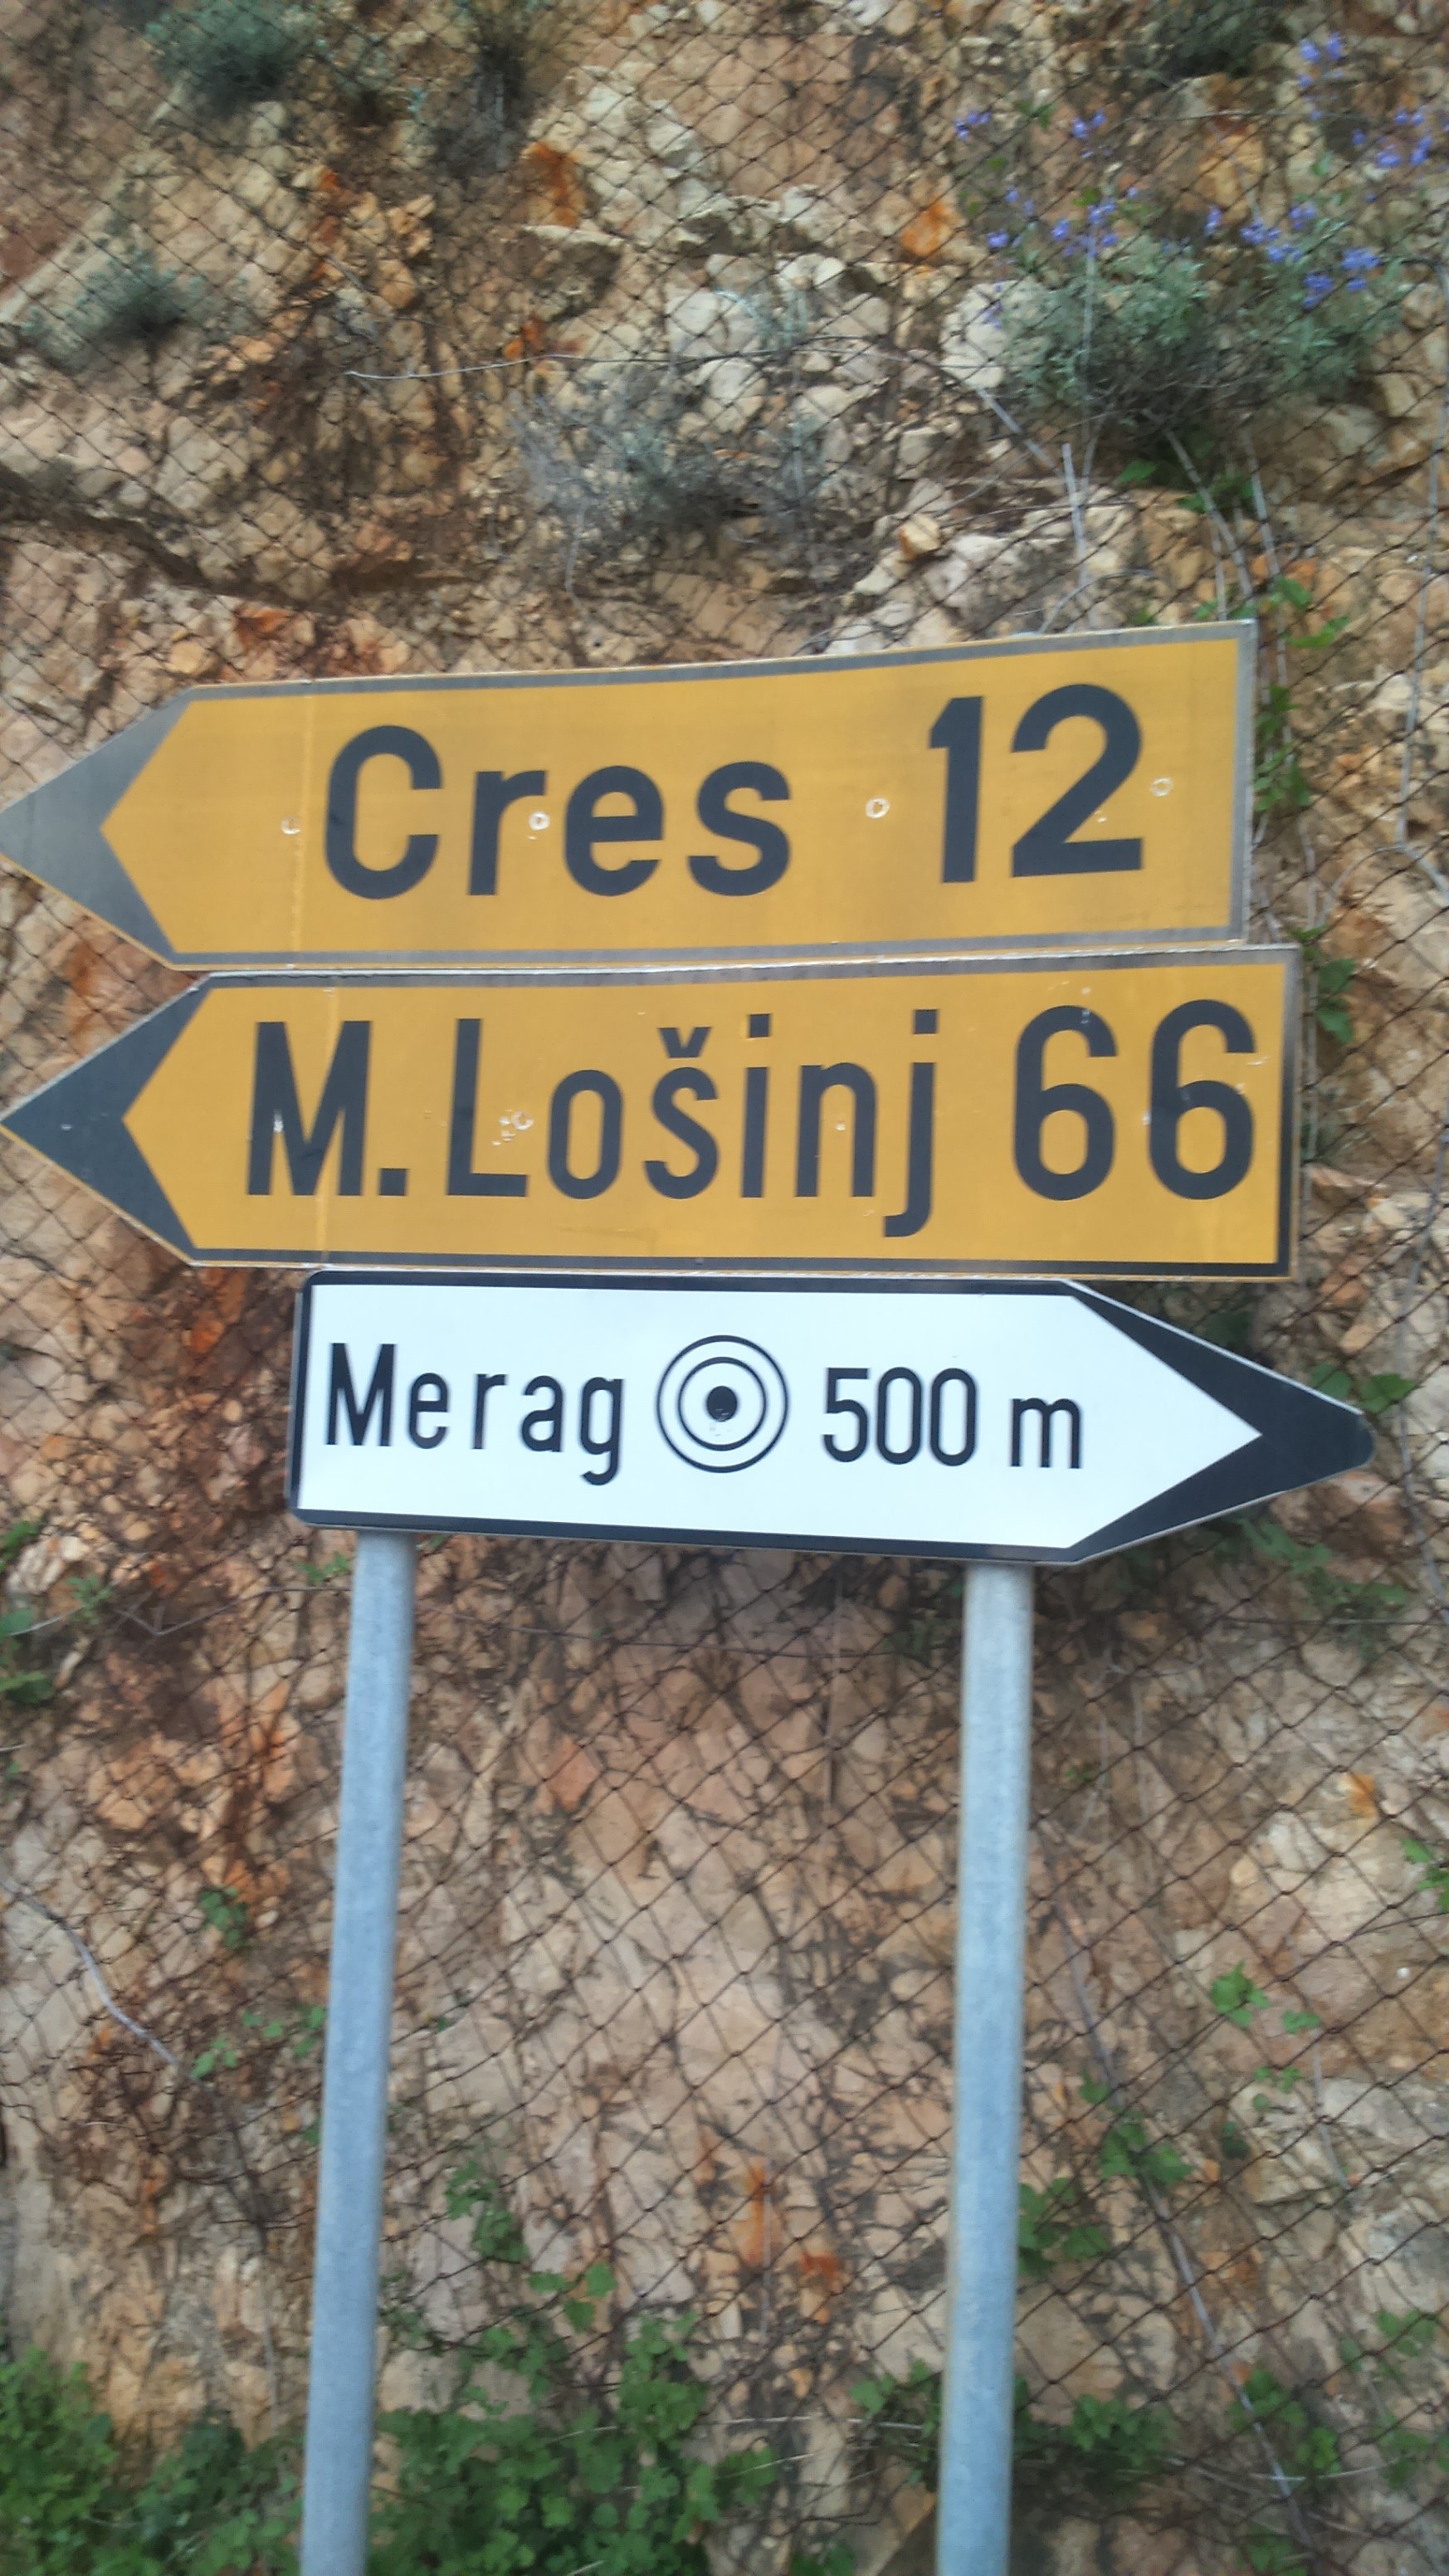 Cres 12
M. Lošinj 66
Merag 500 m